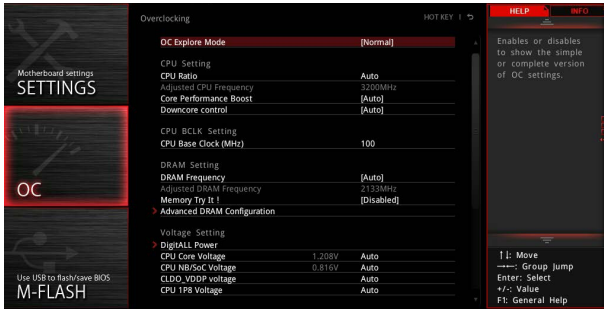 Overclocking
HOT KEY |
HELP
INFO
Motherboard settings
SETTINGS
OC
Use USB to flash/save BIOS
M-FLASH
OC Explore Mode [Normal]
CPU Setting
CPU Ratio Auto
Adjusted CPU Frequency 3200MHz
Core Performance Boost [Auto]
Downcore control [Auto]
CPU BCLK Setting
CPU Base Clock (MHz) 100
DRAM Setting
DRAM Frequency [Auto]
Adjusted DRAM Frequency 2133MHz
Memory Try It ! [Disabled]
Advanced DRAM Configuration
Voltage Setting
DigitALL Power
CPU Core Voltage 1.208V Auto
CPU NB/SoC Voltage 0.816V Auto
CLDO_VDDP voltage Auto
CPU 1P8 Voltage Auto
Enables or disables
to show the simple
or complete version
of OC settings.
↑↓: Move
→←: Group Jump
Enter: Select
+/-: Value
F1: General Help